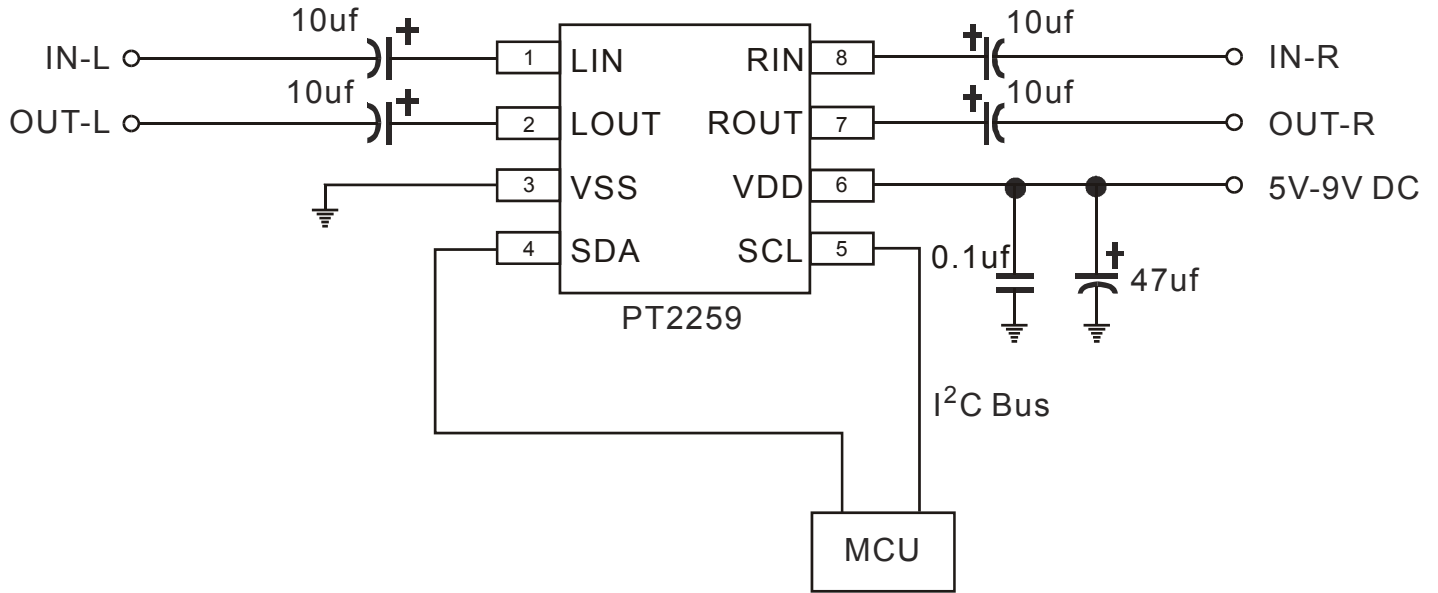 10uf
10uf
IN-L
1
LIN
RIN
8
IN-R
10uf
10uf
OUT-L
2
LOUT
ROUT
7
OUT-R
3
VSS
VDD
6
5V-9V DC
4
SDA
SCL
5
0.1uf
47uf
PT2259
I²C Bus
MCU